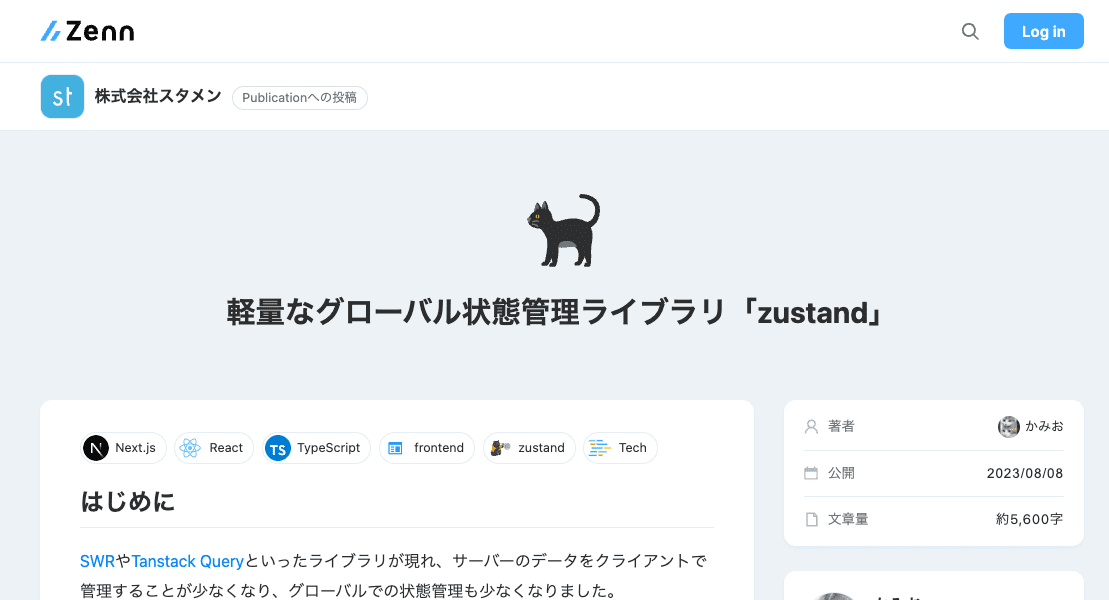 Zenn
Log in
st
株式会社スタメン
Publicationへの投稿
軽量なグローバル状態管理ライブラリ「zustand」
N Next.js
React
TS TypeScript
frontend
zustand
Tech
はじめに
SWRやTanstack Queryといったライブラリが現れ、サーバーのデータをクライアントで
管理することが少なくなり、グローバルでの状態管理も少なくなりました。
著者 かみお
公開 2023/08/08
文章量 約5,600字